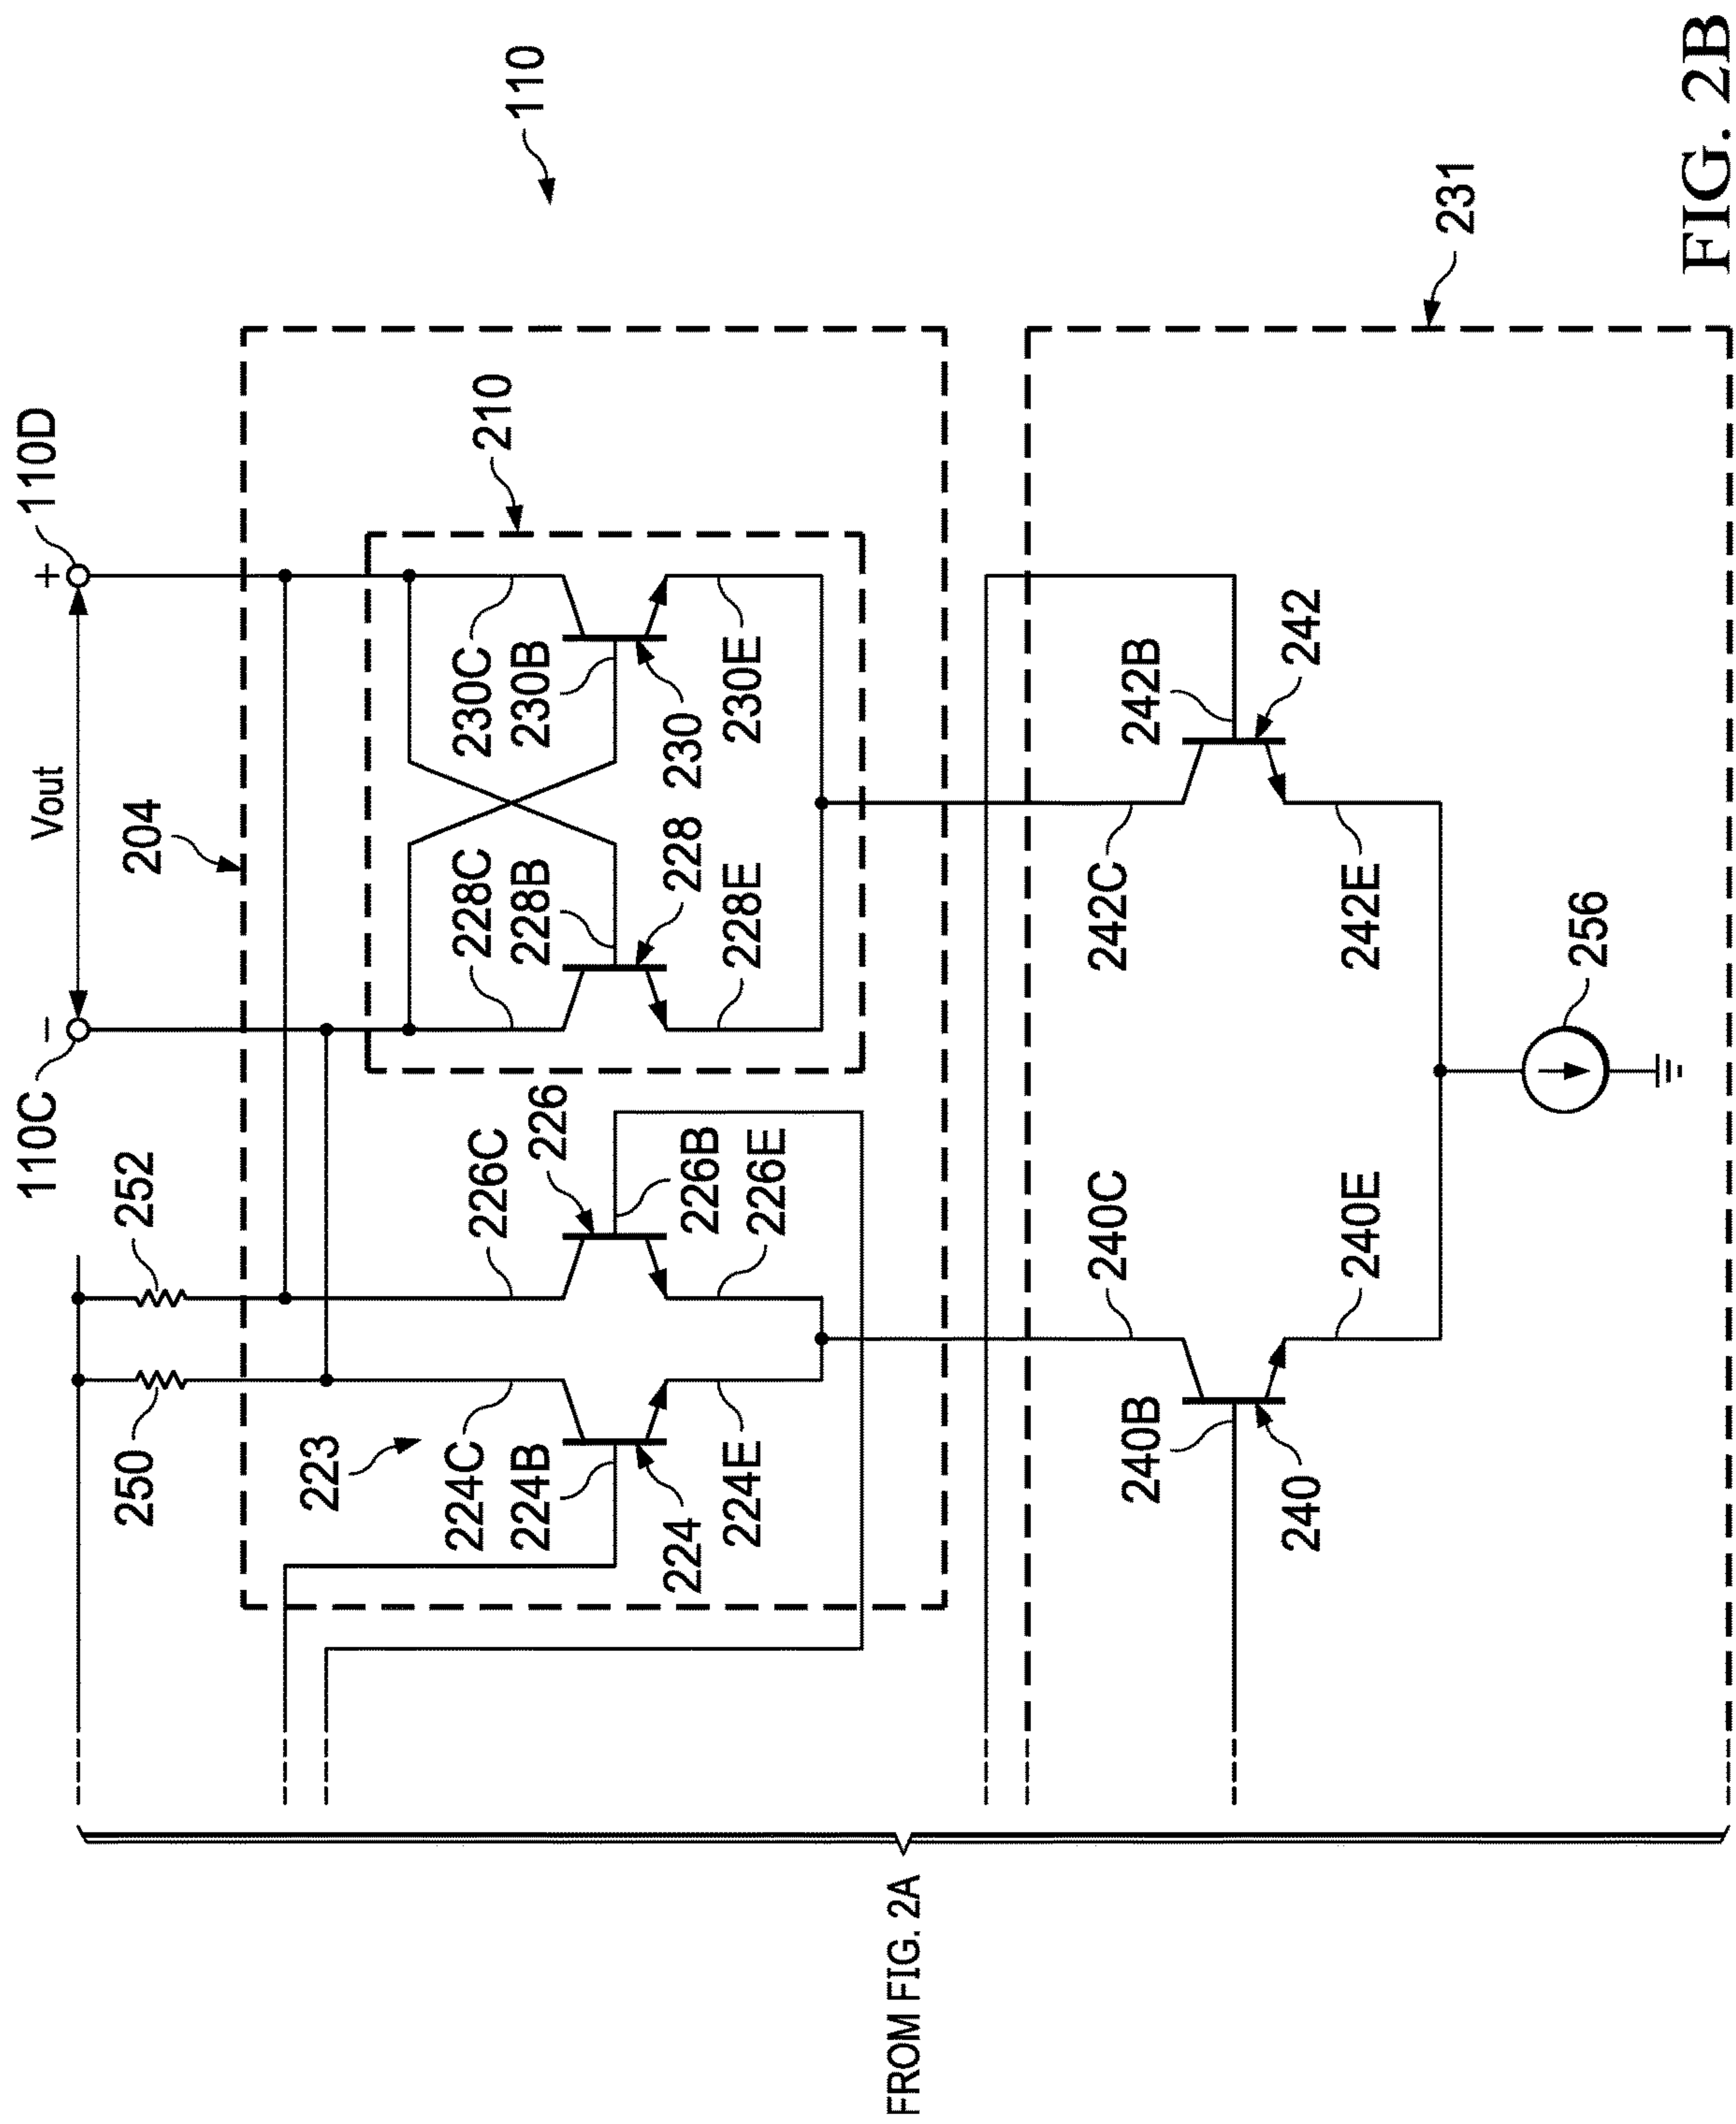 110C
−
Vout
+
110D
250
252
204
110
223
210
224C
226C
228C
230C
224B
226
228B
230B
224
226B
228
230
224E
226E
228E
230E
FROM FIG. 2A
240C
242C
242B
231
240B
240
242
240E
242E
256
FIG. 2B